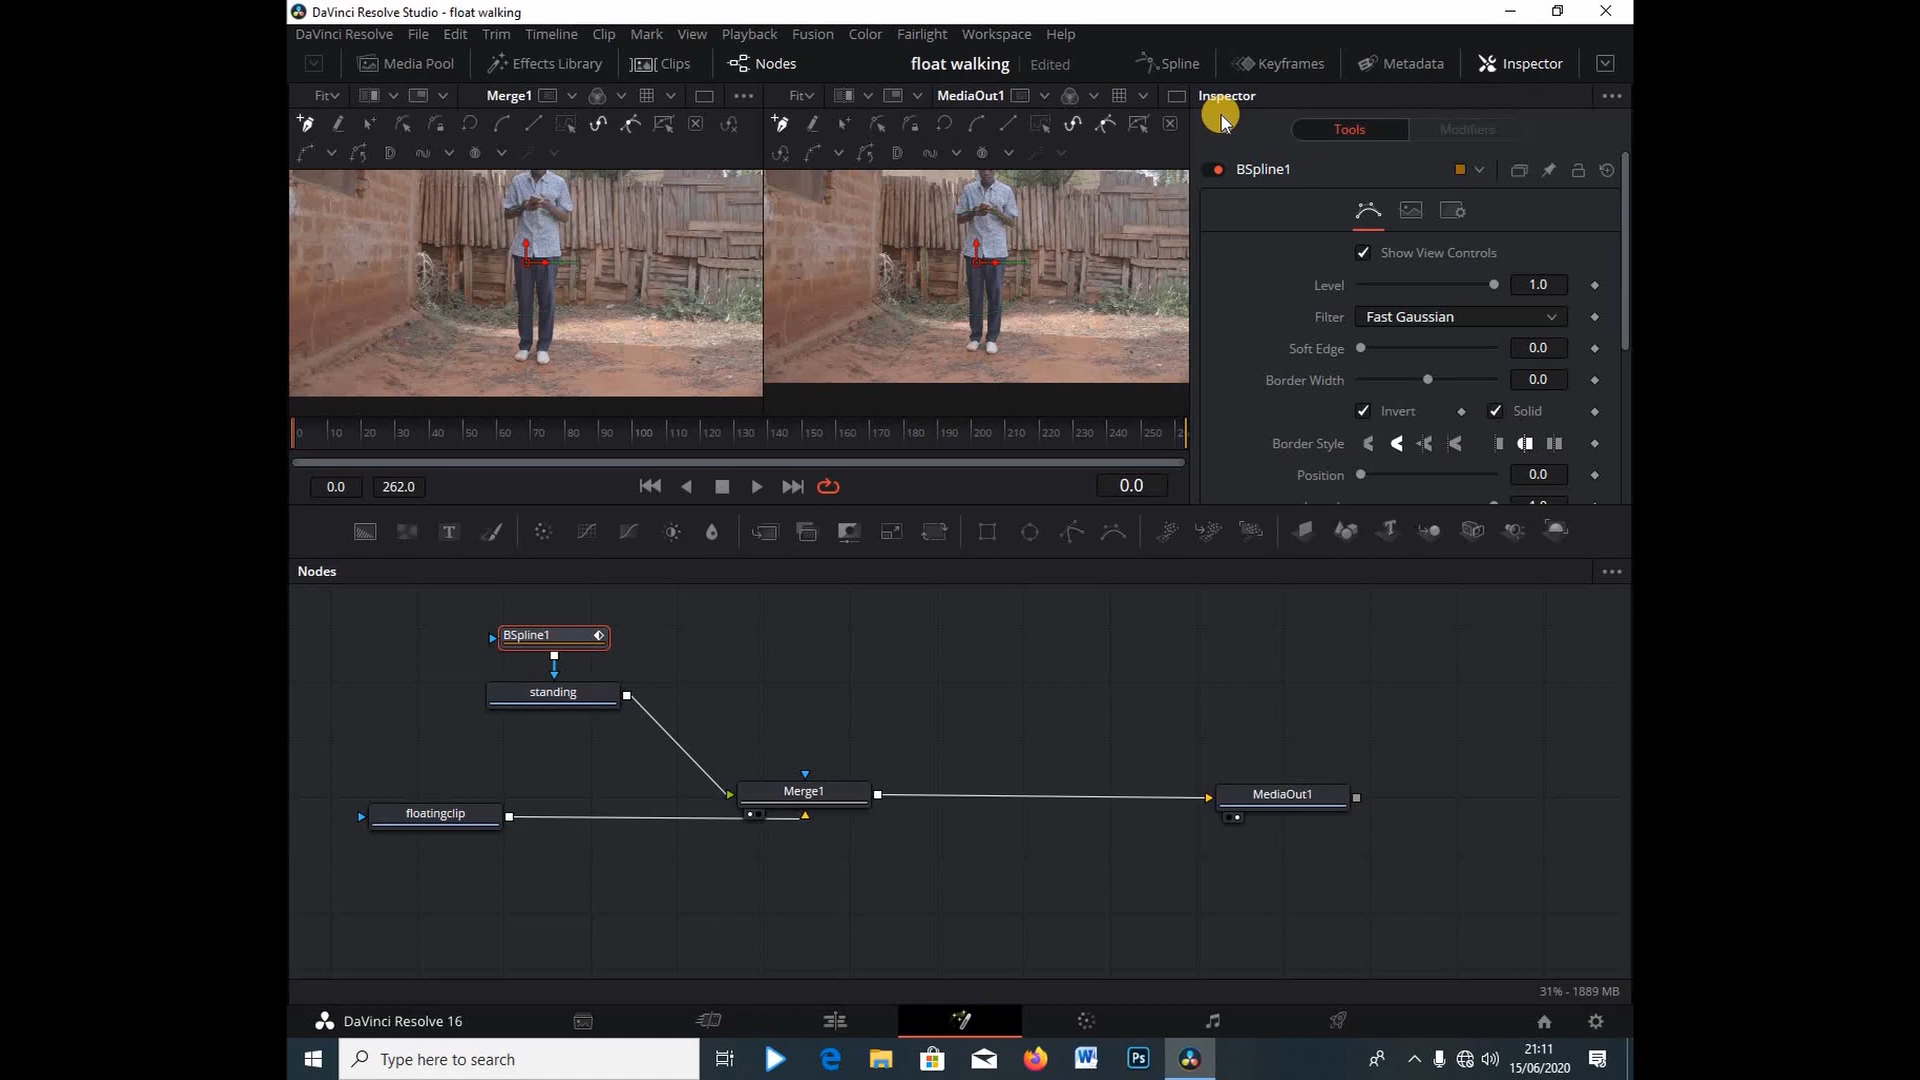 DaVinci Resolve Studio - float walking
DaVinci Resolve File Edit Trim Timeline Clip Mark View Playback Fusion Color Fairlight Workspace Help
Media Pool Effects Library Clips Nodes float walking Edited Spline Keyframes Metadata Inspector
Fit Merge1 Fit MediaOut1 Inspector
Tools Modifiers
BSpline1
Show View Controls
Level 1.0
Filter Fast Gaussian
Soft Edge 0.0
Border Width 0.0
Invert Solid
Border Style
Position 0.0
0 10 20 30 40 50 60 70 80 90 100 110 120 130 140 150 160 170 180 190 200 210 220 230 240 250
0.0 262.0 0.0
T T
Nodes
BSpline1
standing
Merge1
MediaOut1
floatingclip
31% - 1889 MB
DaVinci Resolve 16
Type here to search
W Ps
21:11
15/06/2020